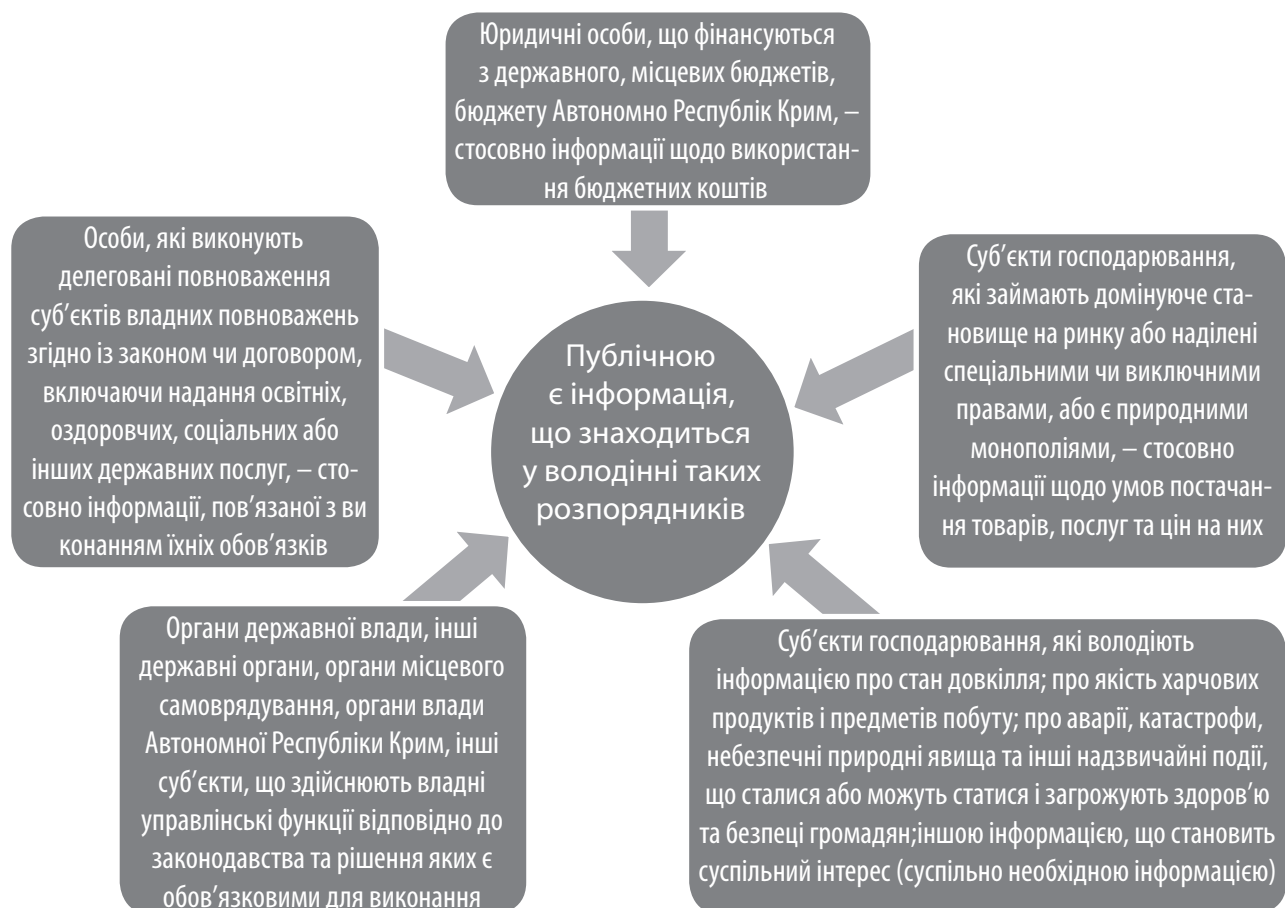 Юридичні особи, що фінансуються
з державного, місцевих бюджетів,
бюджету Автономно Республік Крим, –
стосовно інформації щодо використан-
ня бюджетних коштів
Особи, які виконують
делеговані повноваження
суб’єктів владних повноважень
згідно із законом чи договором,
включаючи надання освітніх,
оздоровчих, соціальних або
інших державних послуг, – сто-
совно інформації, пов’язаної з ви
конанням їхніх обов’язків
Публічною
є інформація,
що знаходиться
у володінні таких
розпорядників
Суб’єкти господарювання,
які займають домінуюче ста-
новище на ринку або наділені
спеціальними чи виключними
правами, або є природними
монополіями, – стосовно
інформації щодо умов постачан-
ня товарів, послуг та цін на них
Органи державної влади, інші
державні органи, органи місцевого
самоврядування, органи влади
Автономної Республіки Крим, інші
суб’єкти, що здійснюють владні
управлінські функції відповідно до
законодавства та рішення яких є
обов’язковими для виконання
Суб’єкти господарювання, які володіють
інформацією про стан довкілля; про якість харчових
продуктів і предметів побуту; про аварії, катастрофи,
небезпечні природні явища та інші надзвичайні події,
що сталися або можуть статися і загрожують здоров’ю
та безпеці громадян;іншою інформацією, що становить
суспільний інтерес (суспільно необхідною інформацією)